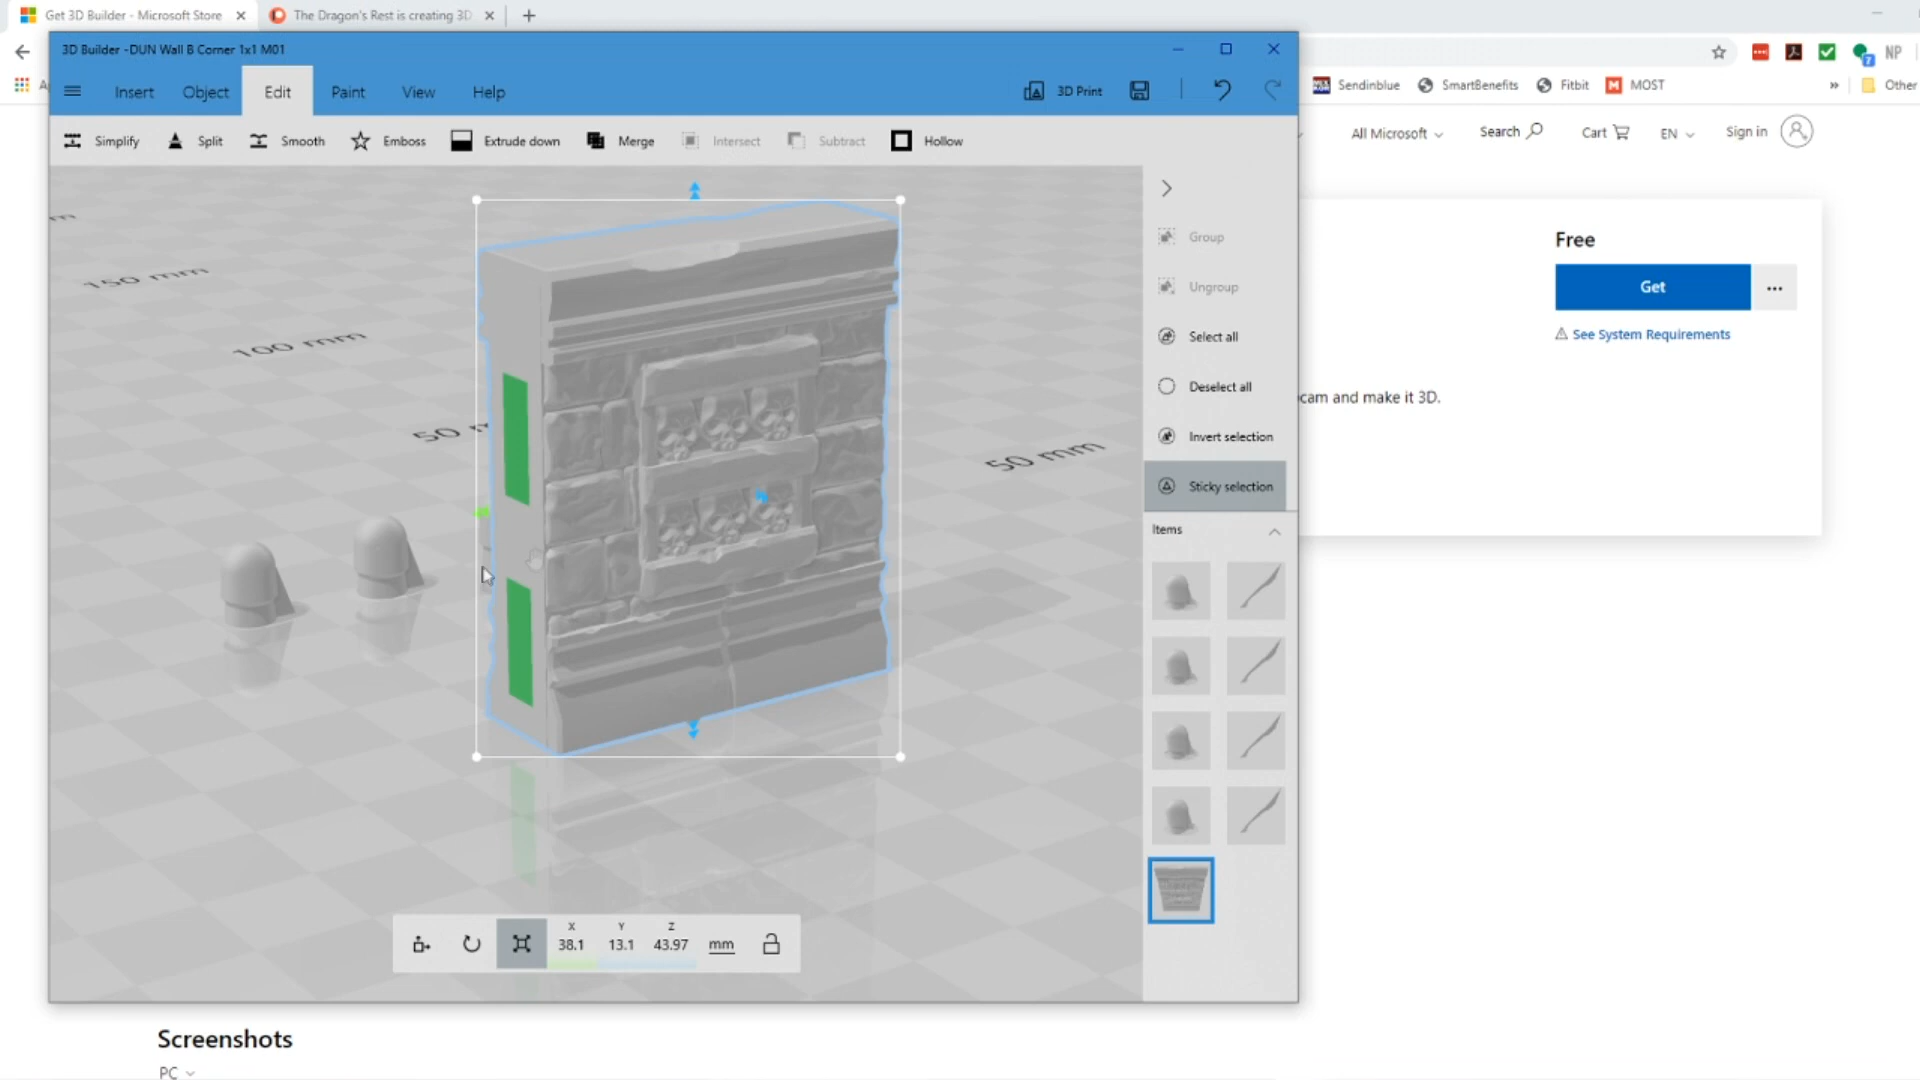 Get 3D Builder - Microsoft Store
The Dragon's Rest is creating 3D
3D Builder -DUN Wall B Corner 1x1 M01
NP
Sendinblue
SmartBenefits
Fitbit
MOST
»
Other
Insert
Object
Edit
Paint
View
Help
3D Print
All Microsoft
Search
Cart
EN
Sign in
Simplify
Split
Smooth
Emboss
Extrude down
Merge
Intersect
Subtract
Hollow
150 mm
100 mm
50
50 mm
Group
Ungroup
Select all
Deselect all
Invert selection
Sticky selection
Items
Free
Get
See System Requirements
cam and make it 3D.
X
Y
Z
38.1
13.1
43.97
mm
Screenshots
PC